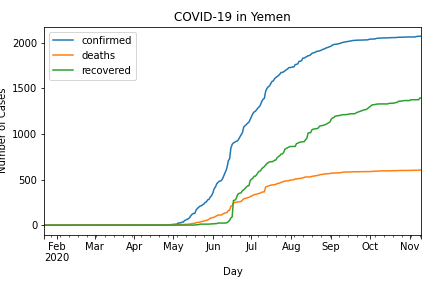 COVID-19 in Yemen
confirmed
deaths
recovered
Number of Cases
2000
1500
1000
500
0
Feb Mar Apr May Jun Jul Aug Sep Oct Nov
2020
Day